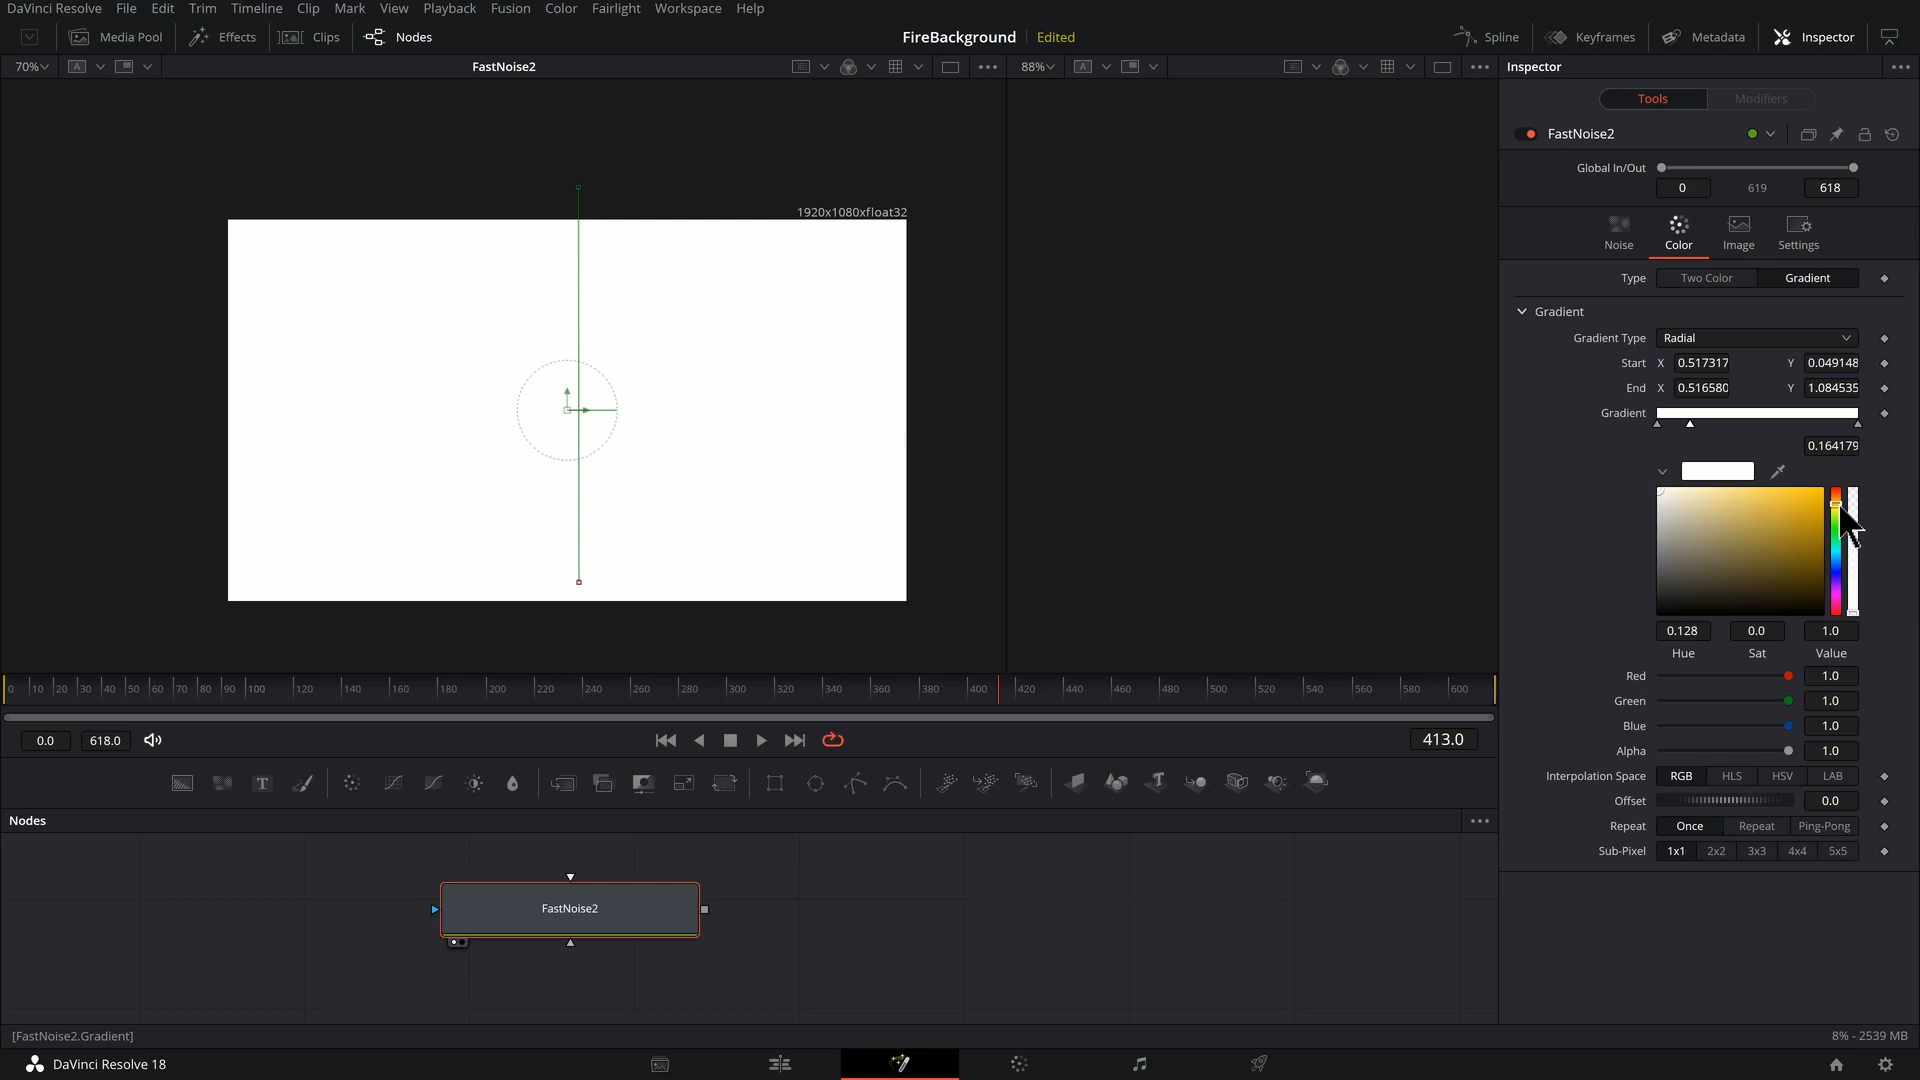 DaVinci Resolve File Edit Trim Timeline Clip Mark View Playback Fusion Color Fairlight Workspace Help
Media Pool Effects Clips Nodes FireBackground Edited Spline Keyframes Metadata Inspector
70% A FastNoise2 88% A Inspector
Tools Modifiers
FastNoise2
Global In/Out
0 619 618
1920x1080xfloat32
Noise Color Image Settings
Type Two Color Gradient
Gradient
Gradient Type Radial
Start X 0.517317 Y 0.049148
End X 0.516580 Y 1.084535
Gradient
0.164179
0.128 0.0 1.0
Hue Sat Value
Red 1.0
Green 1.0
Blue 1.0
Alpha 1.0
Interpolation Space RGB HLS HSV LAB
Offset 0.0
Repeat Once Repeat Ping-Pong
Sub-Pixel 1x1 2x2 3x3 4x4 5x5
0 10 20 30 40 50 60 70 80 90 100 120 140 160 180 200 220 240 260 280 300 320 340 360 380 400 420 440 460 480 500 520 540 560 580 600
0.0 618.0 413.0
T T
Nodes
FastNoise2
[FastNoise2.Gradient] 8% - 2539 MB
DaVinci Resolve 18